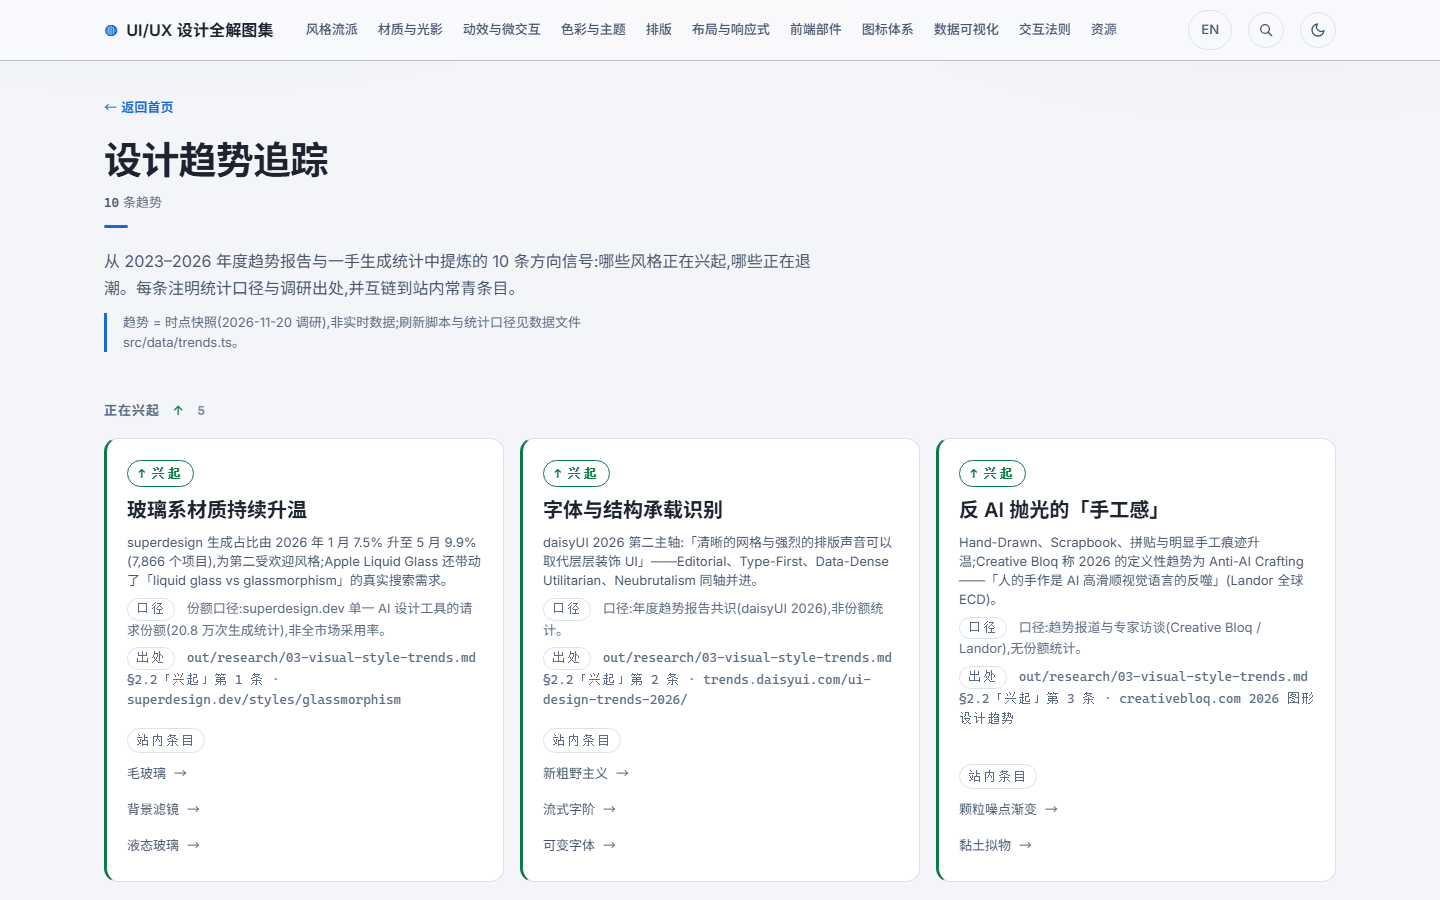 UI/UX 设计全解图集
风格流派 材质与光影 动效与微交互 色彩与主题 排版 布局与响应式 前端部件 图标体系 数据可视化 交互法则 资源
EN
← 返回首页
设计趋势追踪
10 条趋势
从 2023–2026 年度趋势报告与一手生成统计中提炼的 10 条方向信号:哪些风格正在兴起,哪些正在退
潮。每条注明统计口径与调研出处,并互链到站内常青条目。
趋势 = 时点快照(2026-11-20 调研),非实时数据;刷新脚本与统计口径见数据文件
src/data/trends.ts。
正在兴起 ↑ 5
↑ 兴起
玻璃系材质持续升温
superdesign 生成占比由 2026 年 1 月 7.5% 升至 5 月 9.9%
(7,866 个项目),为第二受欢迎风格;Apple Liquid Glass 还带动
了「liquid glass vs glassmorphism」的真实搜索需求。
口径 份额口径:superdesign.dev 单一 AI 设计工具的请
求份额(20.8 万次生成统计),非全市场采用率。
出处 out/research/03-visual-style-trends.md
§2.2「兴起」第 1 条 ·
superdesign.dev/styles/glassmorphism
站内条目
毛玻璃 →
背景滤镜 →
液态玻璃 →
↑ 兴起
字体与结构承载识别
daisyUI 2026 第二主轴:「清晰的网格与强烈的排版声音可以
取代层层装饰 UI」——Editorial、Type-First、Data-Dense
Utilitarian、Neubrutalism 同轴并进。
口径 口径:年度趋势报告共识(daisyUI 2026),非份额统
计。
出处 out/research/03-visual-style-trends.md
§2.2「兴起」第 2 条 · trends.daisyui.com/ui-
design-trends-2026/
站内条目
新粗野主义 →
流式字阶 →
可变字体 →
↑ 兴起
反 AI 抛光的「手工感」
Hand-Drawn、Scrapbook、拼贴与明显手工痕迹升
温;Creative Bloq 称 2026 的定义性趋势为 Anti-AI Crafting
——「人的手作是 AI 高滑顺视觉语言的反噬」(Landor 全球
ECD)。
口径 口径:趋势报道与专家访谈(Creative Bloq /
Landor),无份额统计。
出处 out/research/03-visual-style-trends.md
§2.2「兴起」第 3 条 · creativebloq.com 2026 图形
设计趋势
站内条目
颗粒噪点渐变 →
黏土拟物 →